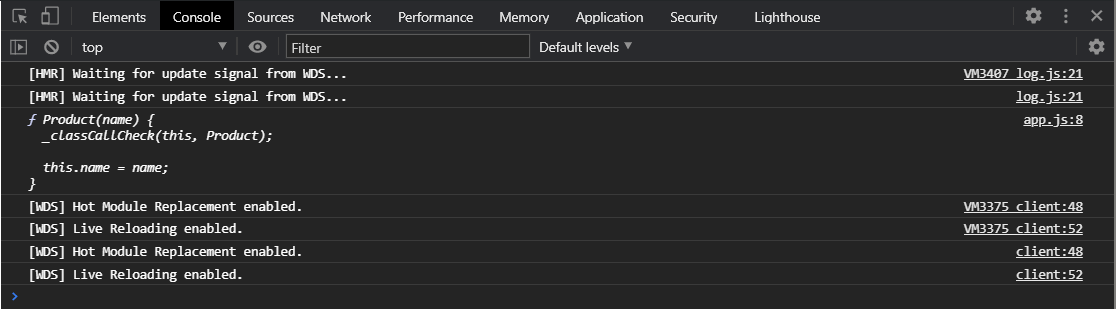 Elements Console Sources Network Performance Memory Application Security Lighthouse
top Filter Default levels
[HMR] Waiting for update signal from WDS... VM3407 log.js:21
[HMR] Waiting for update signal from WDS... log.js:21
ƒ Product(name) { app.js:8
_classCallCheck(this, Product);
this.name = name;
}
[WDS] Hot Module Replacement enabled. VM3375 client:48
[WDS] Live Reloading enabled. VM3375 client:52
[WDS] Hot Module Replacement enabled. client:48
[WDS] Live Reloading enabled. client:52